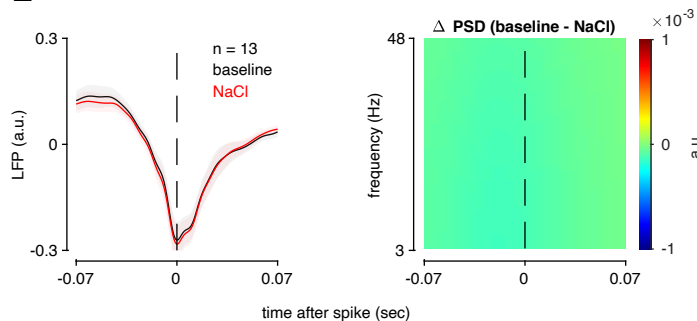 Δ PSD (baseline - NaCl)
×10⁻³
0.3
0
-0.3
LFP (a.u.)
n = 13
baseline
NaCl
-0.07
0
0.07
48
3
frequency (Hz)
-0.07
0
0.07
1
0
-1
a.u.
time after spike (sec)